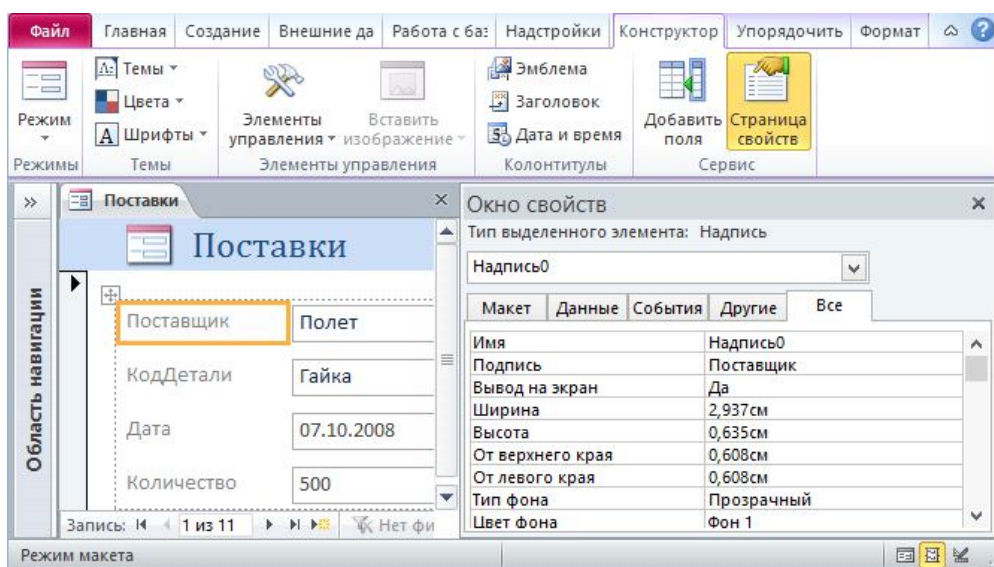 Файл Главная Создание Внешние да Работа с баз Надстройки Конструктор Упорядочить Формат
Режим
Темы
Цвета
Шрифты
Элементы управления
Вставить изображение
Эмблема
Заголовок
Дата и время
Добавить поля
Страница свойств
Режимы Темы Элементы управления Колонтитулы Сервис
Область навигации
Поставки
Поставки
Поставщик Полет
КодДетали Гайка
Дата 07.10.2008
Количество 500
Запись: 1 из 11 Нет фи
Окно свойств
Тип выделенного элемента: Надпись
Надпись0
Макет Данные События Другие Все
Имя Надпись0
Подпись Поставщик
Вывод на экран Да
Ширина 2,937см
Высота 0,635см
От верхнего края 0,608см
От левого края 0,608см
Тип фона Прозрачный
Цвет фона Фон 1
Режим макета